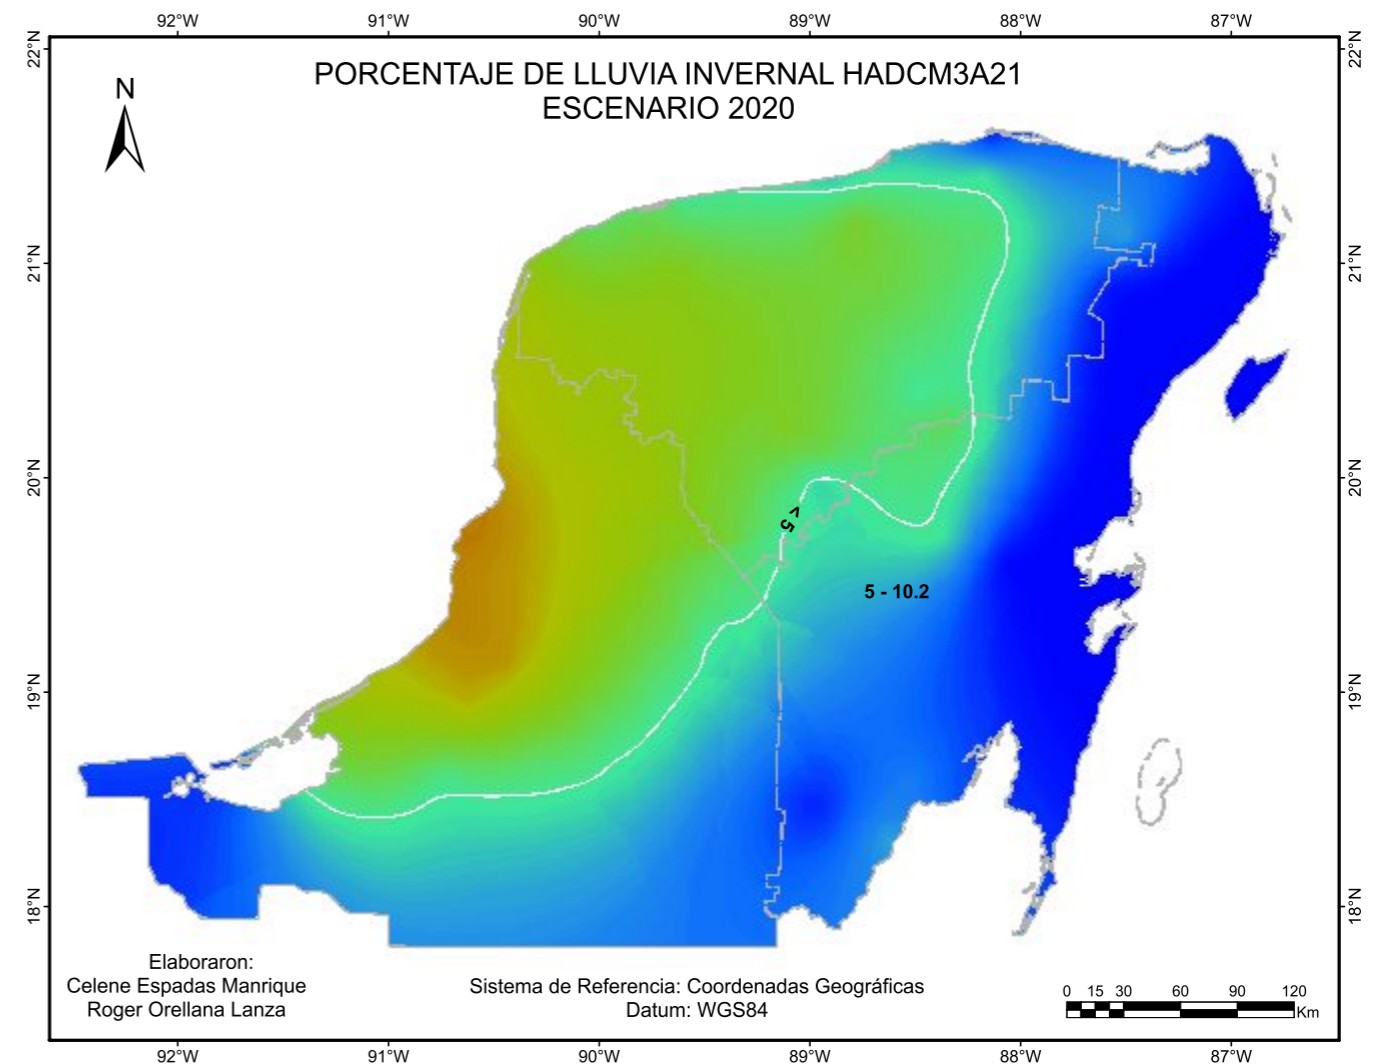 92°W 91°W 90°W 89°W 88°W 87°W
22°N 22°N
N
PORCENTAJE DE LLUVIA INVERNAL HADCM3A21
ESCENARIO 2020
21°N 21°N
20°N 20°N
< 5
5 - 10.2
19°N 19°N
18°N 18°N
Elaboraron:
Celene Espadas Manrique
Roger Orellana Lanza
Sistema de Referencia: Coordenadas Geográficas
Datum: WGS84
0 15 30 60 90 120
Km
92°W 91°W 90°W 89°W 88°W 87°W